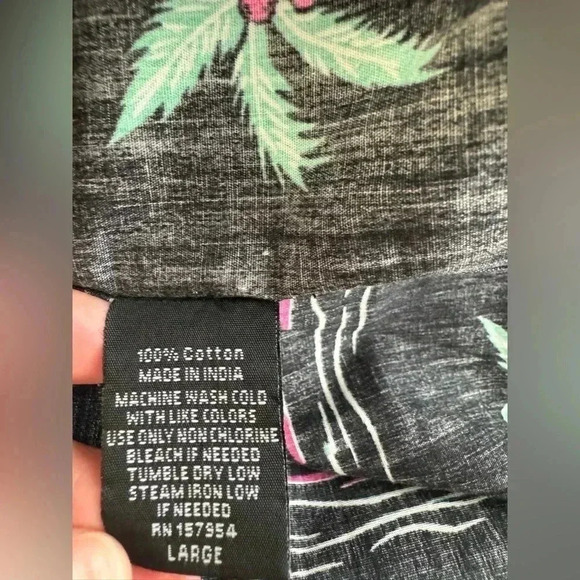 100% Cotton
MADE IN INDIA
MACHINE WASH COLD
WITH LIKE COLORS
USE ONLY NON CHLORINE
BLEACH IF NEEDED
TUMBLE DRY LOW
STEAM IRON LOW
IF NEEDED
RN 157954
LARGE